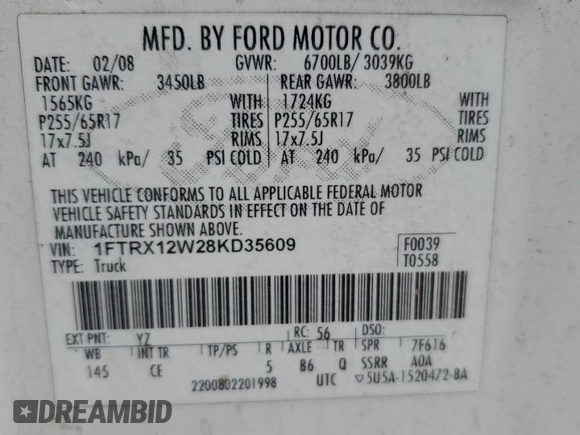 MFD. BY FORD MOTOR CO.
DATE: 02/08 GVWR: 6700LB/ 3039KG
FRONT GAWR: 3450LB REAR GAWR: 3800LB
1565KG WITH 1724KG WITH
P255/65R17 TIRES P255/65R17 TIRES
17x7.5J RIMS 17x7.5J RIMS
AT 240 kPa/ 35 PSI COLD AT 240 kPa/ 35 PSI COLD
THIS VEHICLE CONFORMS TO ALL APPLICABLE FEDERAL MOTOR
VEHICLE SAFETY STANDARDS IN EFFECT ON THE DATE OF
MANUFACTURE SHOWN ABOVE.
VIN: 1FTRX12W28KD35609 F0039
TYPE: Truck T0558
EXT PNT: YZ RC: 56 DSO:
WB INT TR TP/PS R AXLE TR SPR 7F616
145 CE 5 B6 Q SSRR A0A
2200802201998 UTC ▽5U5A-1520472-BA
DREAMBID
Ford